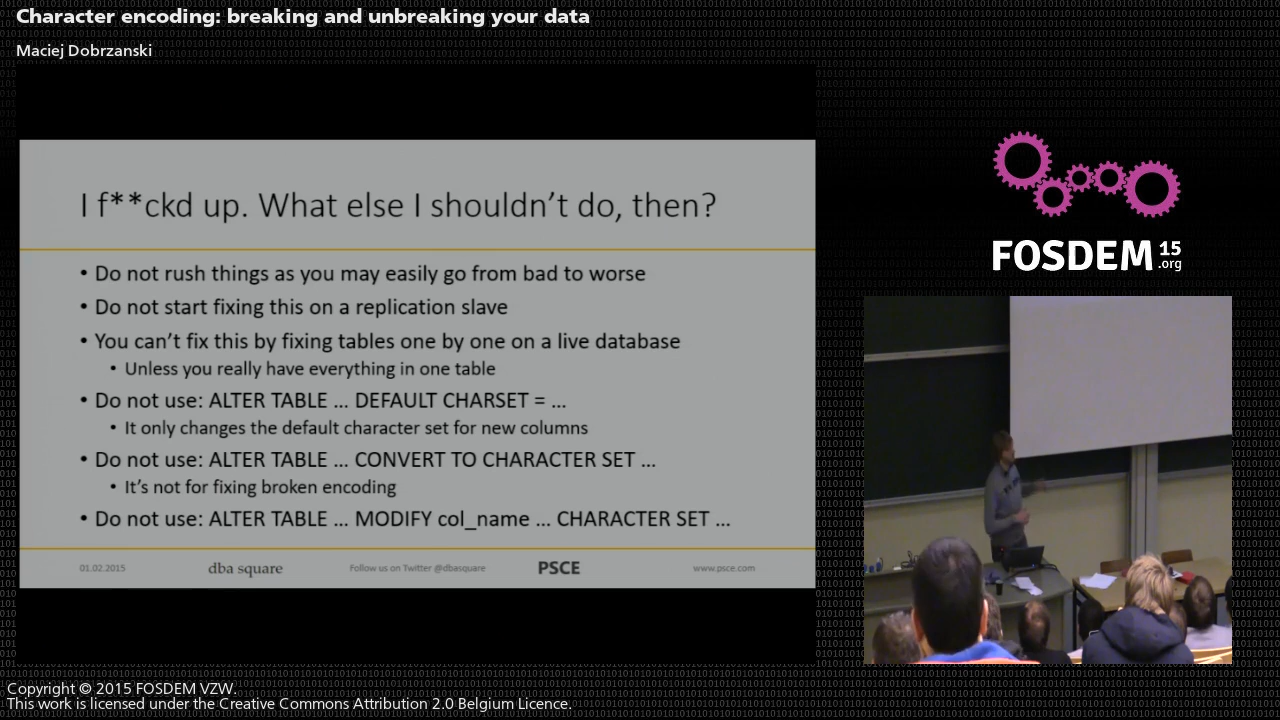 Character encoding: breaking and unbreaking your data
Maciej Dobrzanski
I f**ckd up. What else I shouldn't do, then?
• Do not rush things as you may easily go from bad to worse
• Do not start fixing this on a replication slave
• You can't fix this by fixing tables one by one on a live database
• Unless you really have everything in one table
• Do not use: ALTER TABLE ... DEFAULT CHARSET = ...
• It only changes the default character set for new columns
• Do not use: ALTER TABLE ... CONVERT TO CHARACTER SET ...
• It's not for fixing broken encoding
• Do not use: ALTER TABLE ... MODIFY col_name ... CHARACTER SET ...
01.02.2015 dba square Follow us on Twitter @dbasquare PSCE www.psce.com
FOSDEM 15
.org
Copyright © 2015 FOSDEM VZW.
This work is licensed under the Creative Commons Attribution 2.0 Belgium Licence.